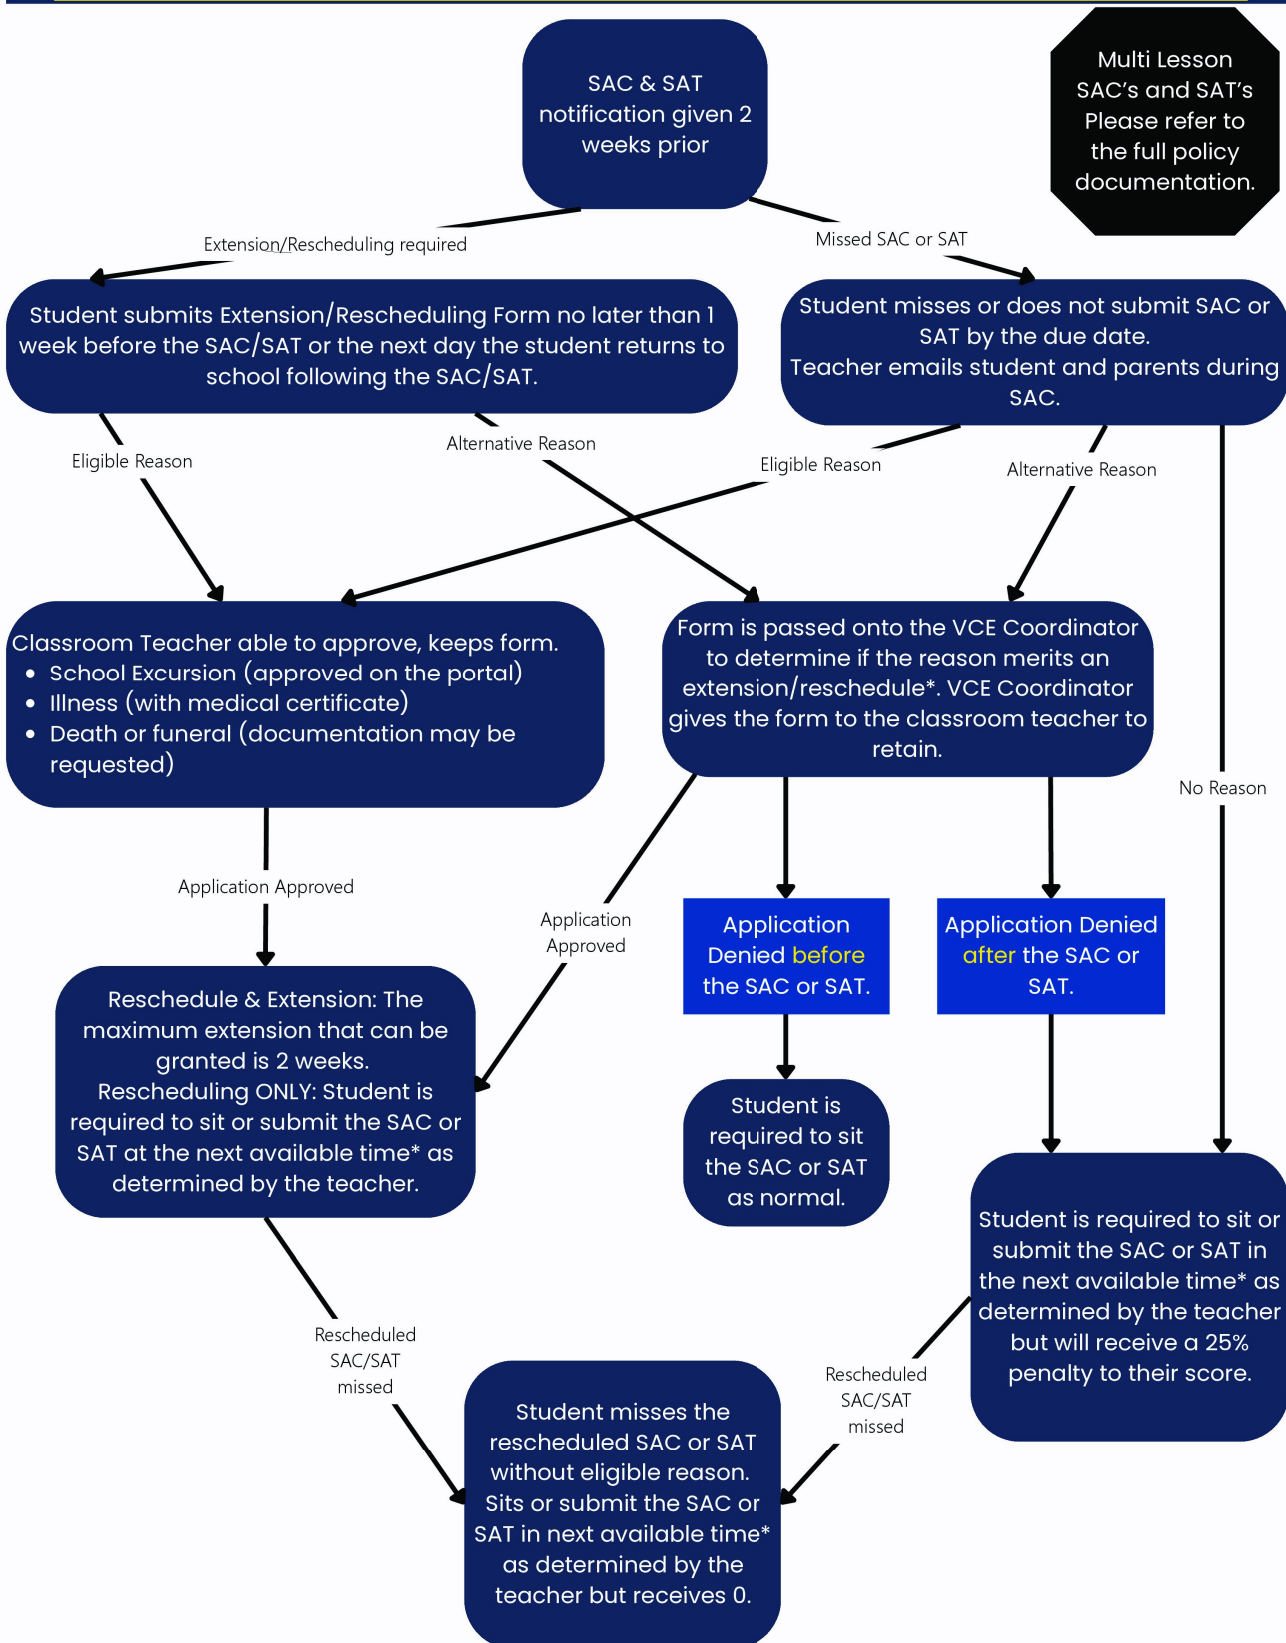 SAC & SAT
notification given 2
weeks prior
Multi Lesson
SAC's and SAT's
Please refer to
the full policy
documentation.
Extension/Rescheduling required
Missed SAC or SAT
Student submits Extension/Rescheduling Form no later than 1
week before the SAC/SAT or the next day the student returns to
school following the SAC/SAT.
Student misses or does not submit SAC or
SAT by the due date.
Teacher emails student and parents during
SAC.
Eligible Reason
Alternative Reason
Eligible Reason
Alternative Reason
Classroom Teacher able to approve, keeps form.
• School Excursion (approved on the portal)
• Illness (with medical certificate)
• Death or funeral (documentation may be
requested)
Form is passed onto the VCE Coordinator
to determine if the reason merits an
extension/reschedule*. VCE Coordinator
gives the form to the classroom teacher to
retain.
No Reason
Application Approved
Application
Approved
Application
Denied before
the SAC or SAT.
Application Denied
after the SAC or
SAT.
Reschedule & Extension: The
maximum extension that can be
granted is 2 weeks.
Rescheduling ONLY: Student is
required to sit or submit the SAC or
SAT at the next available time* as
determined by the teacher.
Student is
required to sit
the SAC or SAT
as normal.
Student is required to sit or
submit the SAC or SAT in
the next available time* as
determined by the teacher
but will receive a 25%
penalty to their score.
Rescheduled
SAC/SAT
missed
Rescheduled
SAC/SAT
missed
Student misses the
rescheduled SAC or SAT
without eligible reason.
Sits or submit the SAC or
SAT in next available time*
as determined by the
teacher but receives 0.